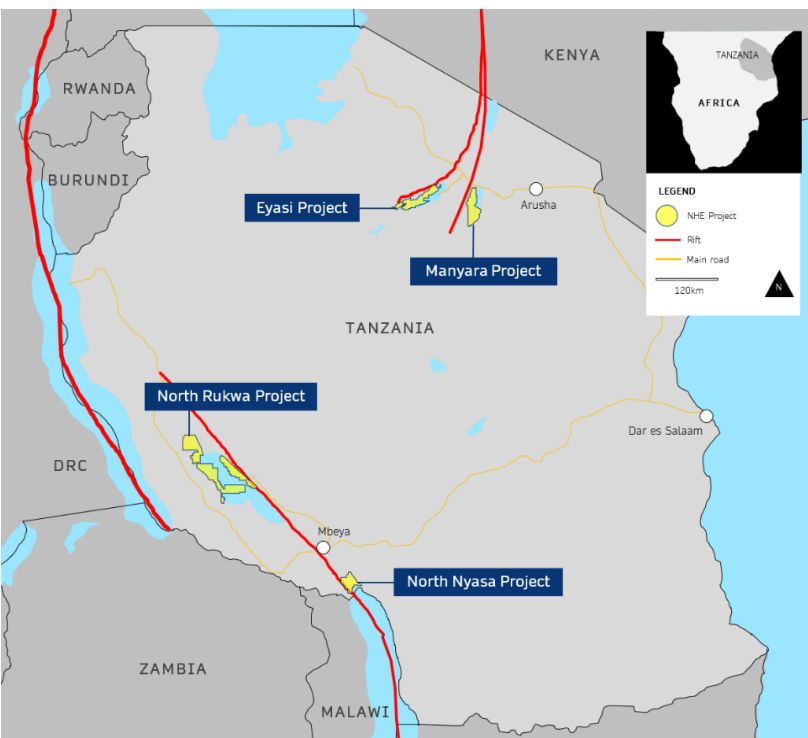 KENYA
TANZANIA
AFRICA
RWANDA
BURUNDI
LEGEND
NHE Project
Rift
Main road
120km
N
Eyasi Project
Arusha
Manyara Project
TANZANIA
North Rukwa Project
Dar es Salaam
DRC
Mbeya
North Nyasa Project
ZAMBIA
MALAWI